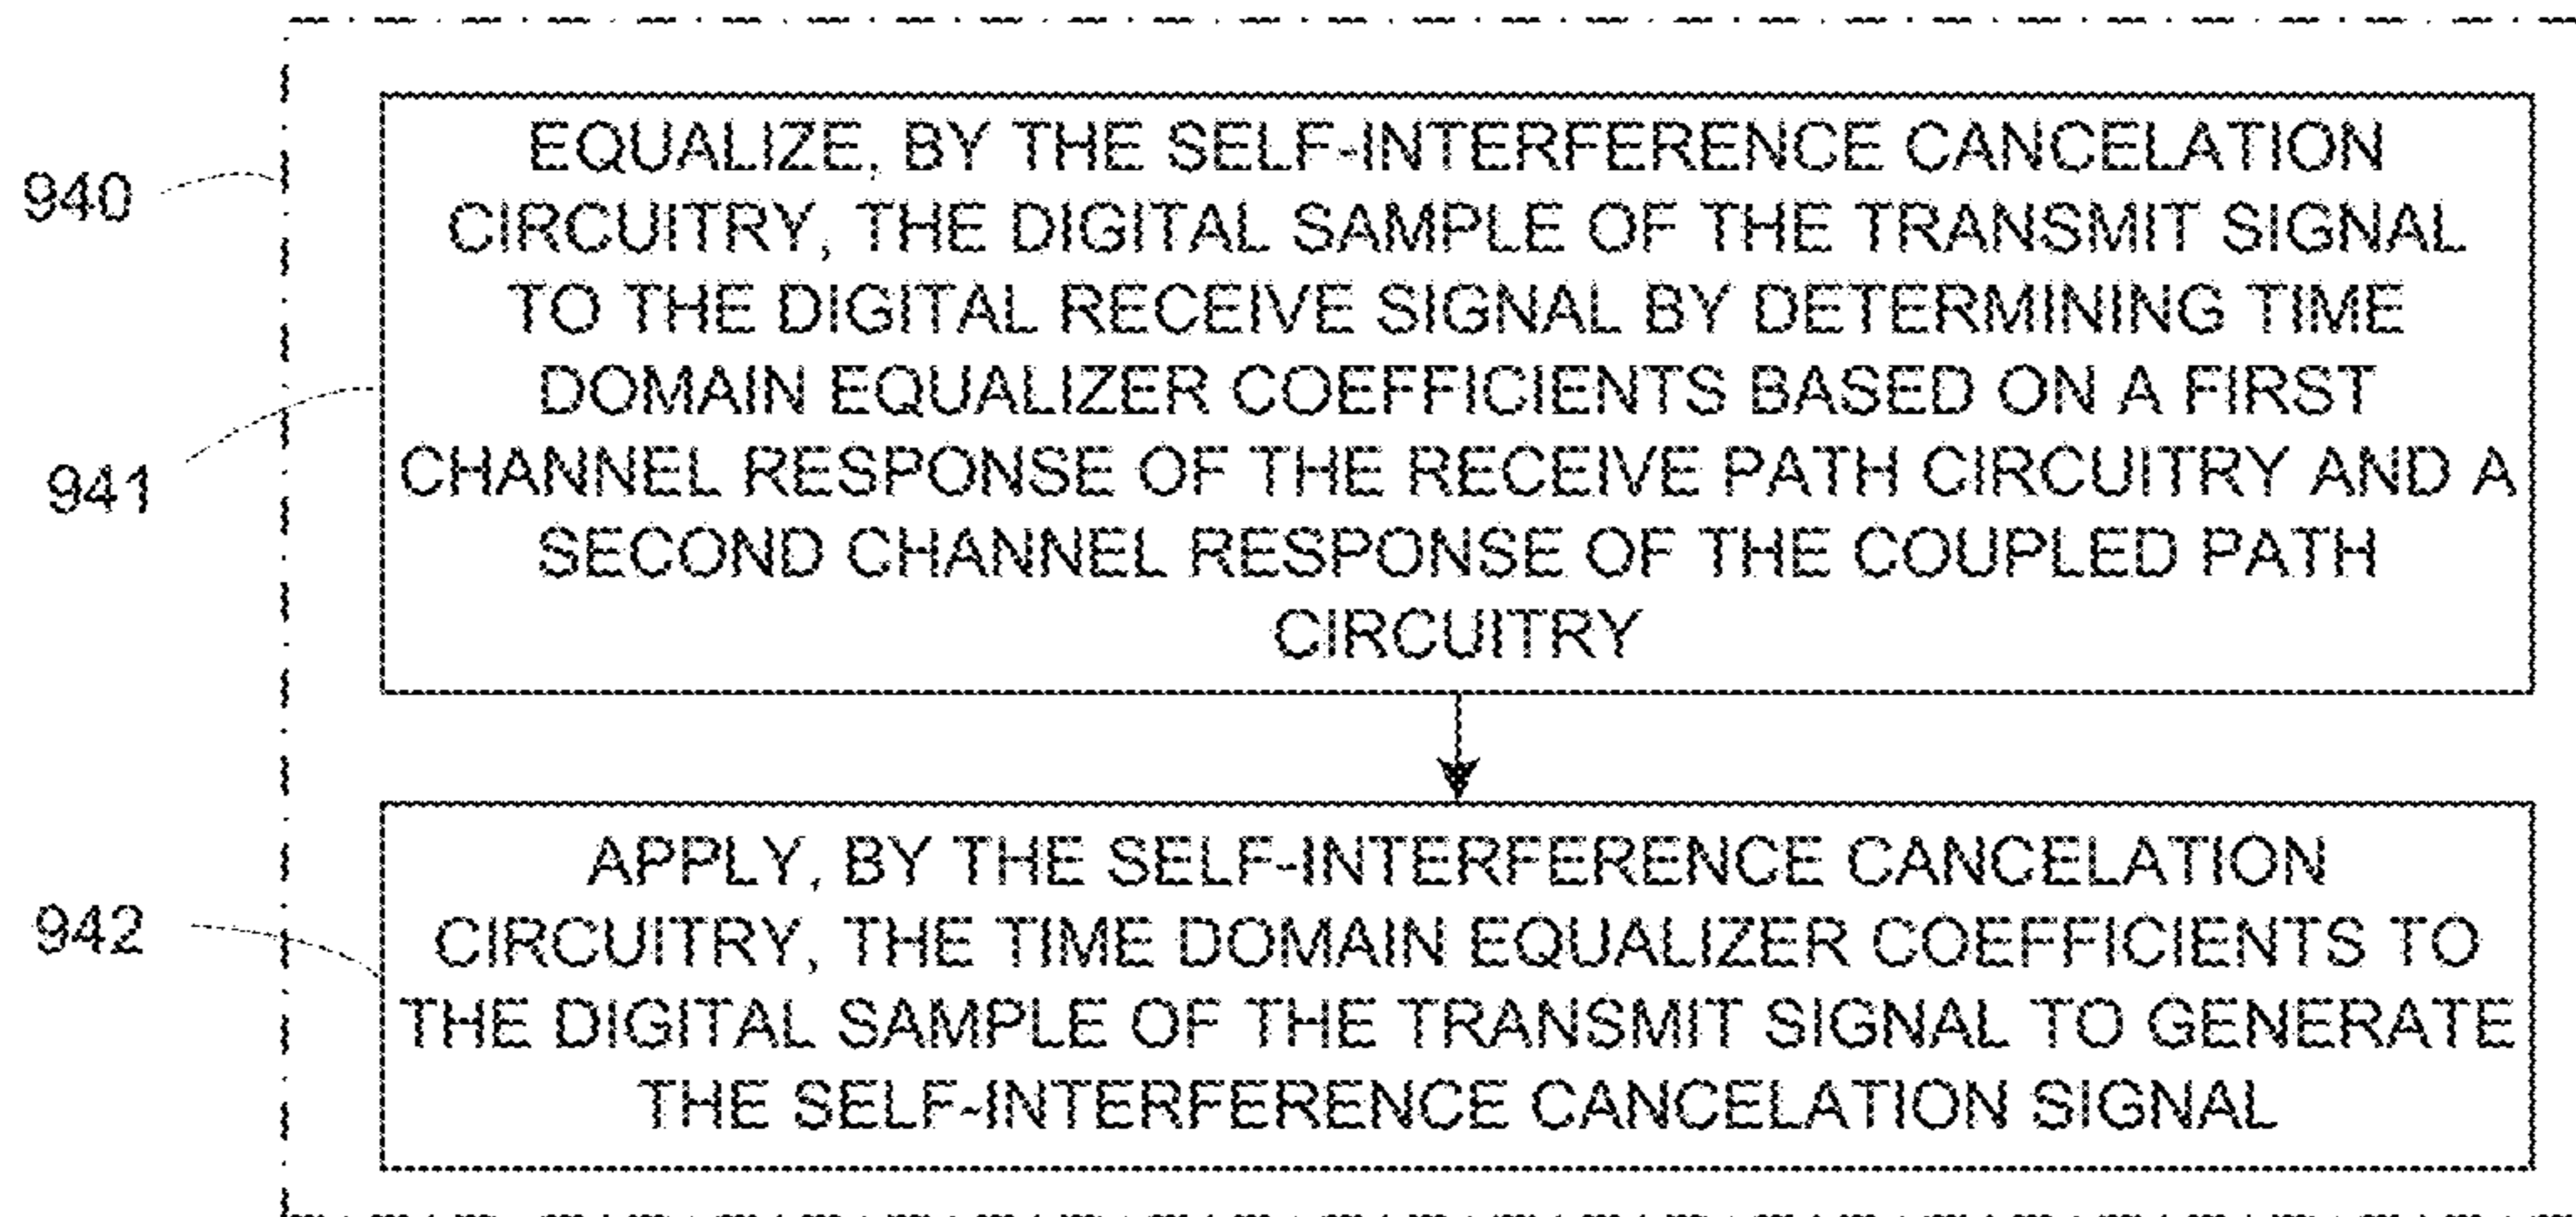 940
EQUALIZE, BY THE SELF-INTERFERENCE CANCELATION
CIRCUITRY, THE DIGITAL SAMPLE OF THE TRANSMIT SIGNAL
TO THE DIGITAL RECEIVE SIGNAL BY DETERMINING TIME
DOMAIN EQUALIZER COEFFICIENTS BASED ON A FIRST
CHANNEL RESPONSE OF THE RECEIVE PATH CIRCUITRY AND A
SECOND CHANNEL RESPONSE OF THE COUPLED PATH
CIRCUITRY
941
APPLY, BY THE SELF-INTERFERENCE CANCELATION
CIRCUITRY, THE TIME DOMAIN EQUALIZER COEFFICIENTS TO
THE DIGITAL SAMPLE OF THE TRANSMIT SIGNAL TO GENERATE
THE SELF-INTERFERENCE CANCELATION SIGNAL
942